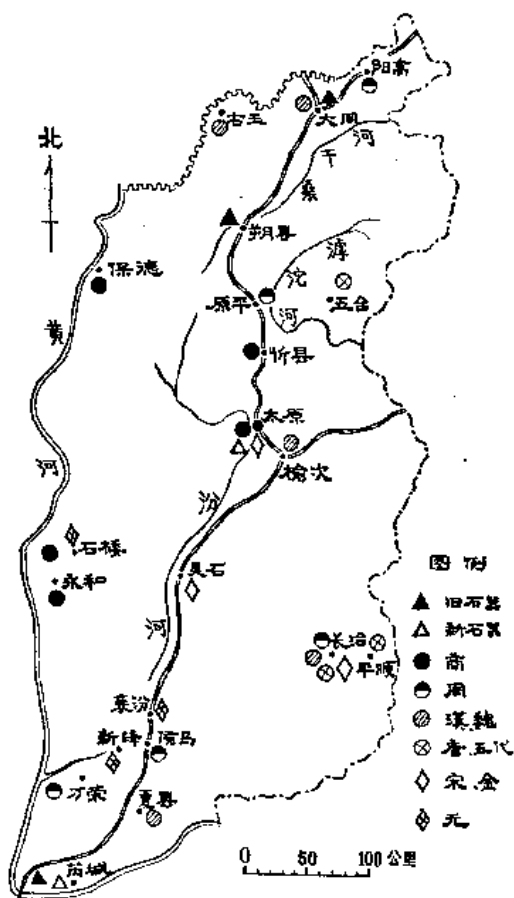 阳高
大同
右玉
北
桑干河
朔县
滹沱河
保德
原平
五台
黄河
忻县
太原
榆次
汾河
石楼
灵石
永和
图例
旧石器
新石器
商
周
漢魏
唐五代
宋.金
元
长治
平顺
襄汾
新绛
侯马
万荣
夏县
芮城
0 50 100公里